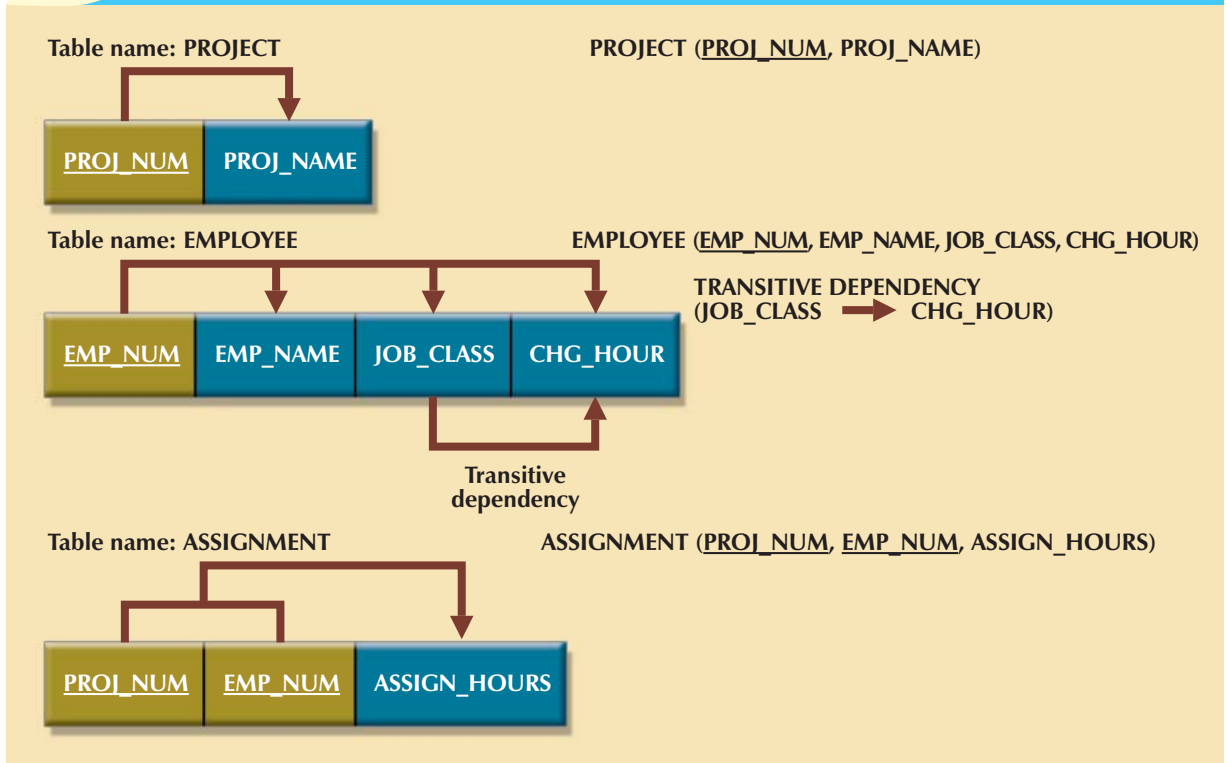 Table name: PROJECT
PROJECT (PROJ_NUM, PROJ_NAME)
PROJ_NUM PROJ_NAME
Table name: EMPLOYEE
EMPLOYEE (EMP_NUM, EMP_NAME, JOB_CLASS, CHG_HOUR)
TRANSITIVE DEPENDENCY
(JOB_CLASS CHG_HOUR)
EMP_NUM EMP_NAME JOB_CLASS CHG_HOUR
Transitive
dependency
Table name: ASSIGNMENT
ASSIGNMENT (PROJ_NUM, EMP_NUM, ASSIGN_HOURS)
PROJ_NUM EMP_NUM ASSIGN_HOURS